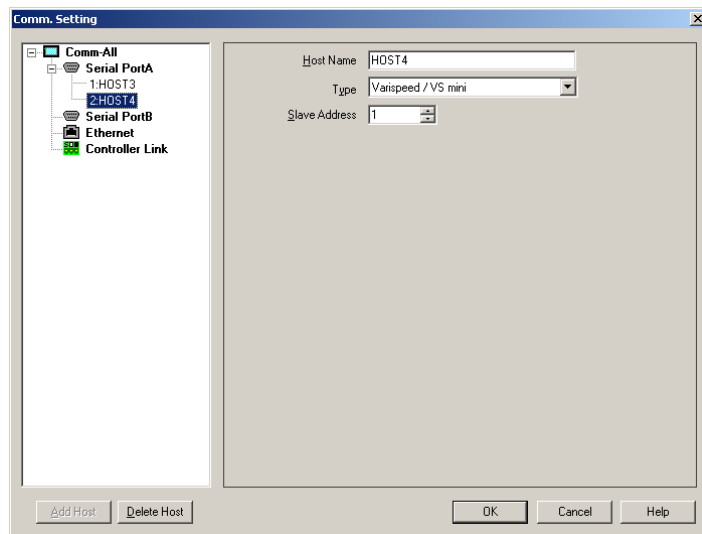 Comm. Setting
Comm-All
Serial PortA
1:HOST3
2:HOST4
Serial PortB
Ethernet
Controller Link
Host Name HOST4
Type Varispeed / VS mini
Slave Address 1
Add Host Delete Host OK Cancel Help